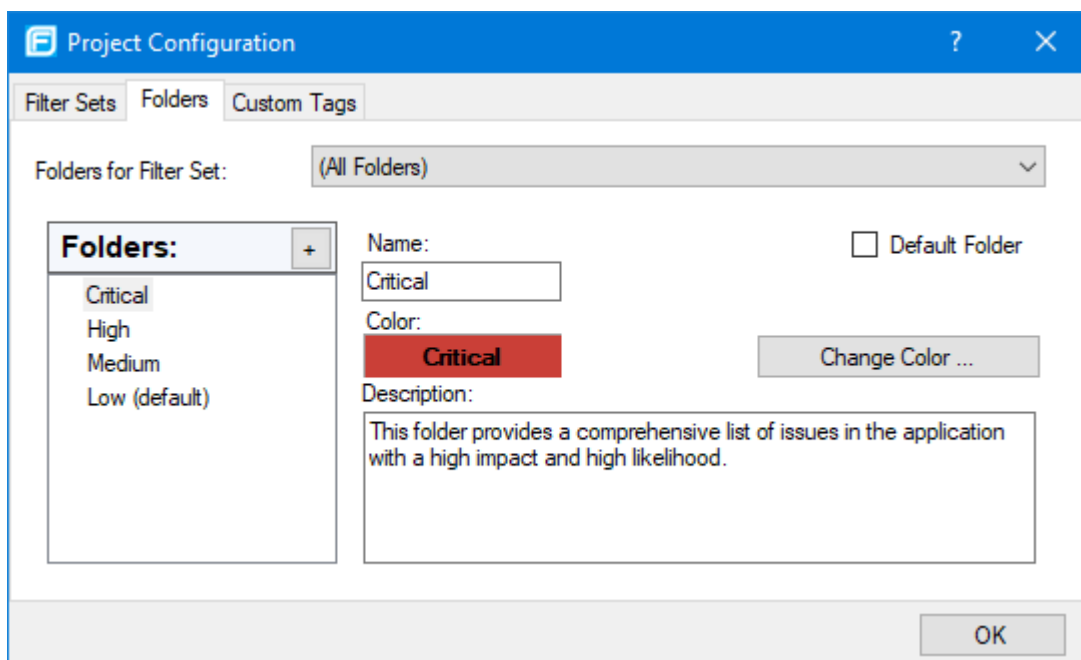 Project Configuration
?
Filter Sets Folders Custom Tags
Folders for Filter Set: (All Folders)
Folders: +
Critical
High
Medium
Low (default)
Name:
Default Folder
Critical
Color:
Critical
Change Color ...
Description:
This folder provides a comprehensive list of issues in the application
with a high impact and high likelihood.
OK